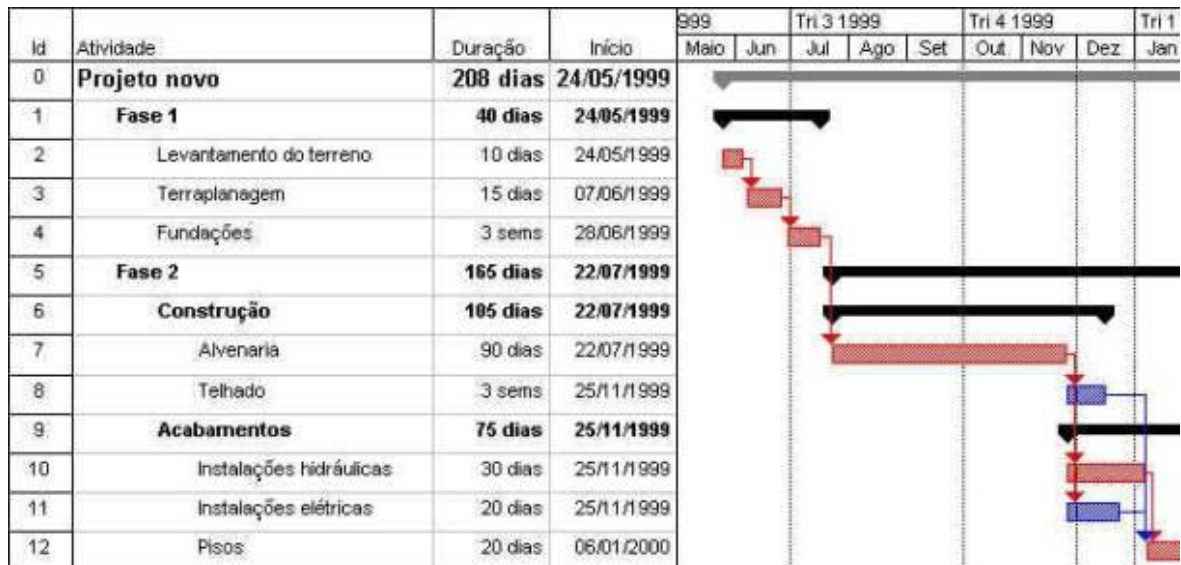 999 Tri 3 1999 Tri 4 1999 Tri 1
Id Atividade Duração Início Maio Jun Jul Ago Set Out Nov Dez Jan
0 Projeto novo 208 dias 24/05/1999
1 Fase 1 40 dias 24/05/1999
2 Levantamento do terreno 10 dias 24/05/1999
3 Terraplanagem 15 dias 07/06/1999
4 Fundações 3 sems 28/06/1999
5 Fase 2 165 dias 22/07/1999
6 Construção 105 dias 22/07/1999
7 Alvenaria 90 dias 22/07/1999
8 Telhado 3 sems 25/11/1999
9 Acabamentos 75 dias 25/11/1999
10 Instalações hidráulicas 30 dias 25/11/1999
11 Instalações elétricas 20 dias 25/11/1999
12 Pisos 20 dias 06/01/2000